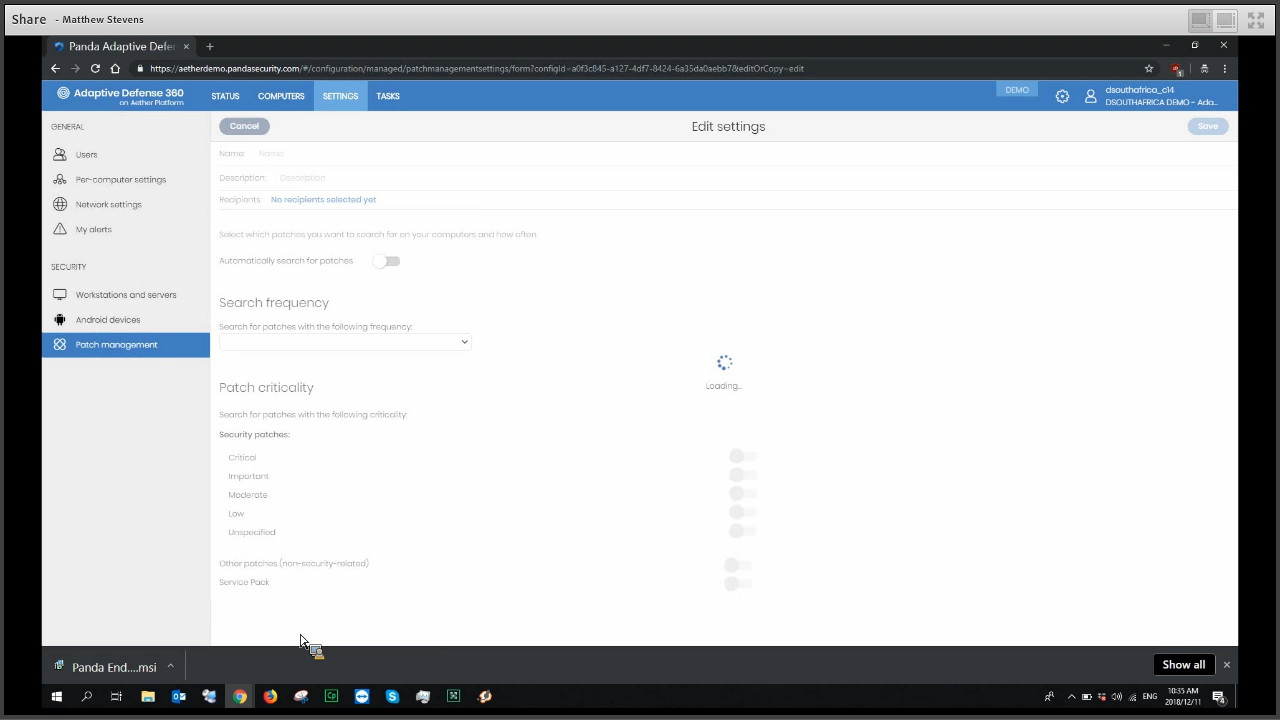 Share - Matthew Stevens
Panda Adaptive Defer
https://aetherdemo.pandasecurity.com/#/configuration/managed/patchmanagementsettings/form?configId=a0f3c845-a127-4df7-8424-6a35da0aebb7&editOrCopy=edit
Adaptive Defense 360
on Aether Platform
STATUS COMPUTERS SETTINGS TASKS
DEMO
dsouthafrica_c14
DSOUTHAFRICA DEMO - Ada...
GENERAL
Users
Per-computer settings
Network settings
My alerts
SECURITY
Workstations and servers
Android devices
Patch management
Cancel
Edit settings
Save
Name: Name
Description: Description
Recipients: No recipients selected yet
Select which patches you want to search for on your computers and how often.
Automatically search for patches
Search frequency
Search for patches with the following frequency:
Loading...
Patch criticality
Search for patches with the following criticality:
Security patches:
Critical
Important
Moderate
Low
Unspecified
Other patches (non-security-related)
Service Pack
Panda End....msi
Show all
Cp
ENG
10:35 AM
2018/12/11
4